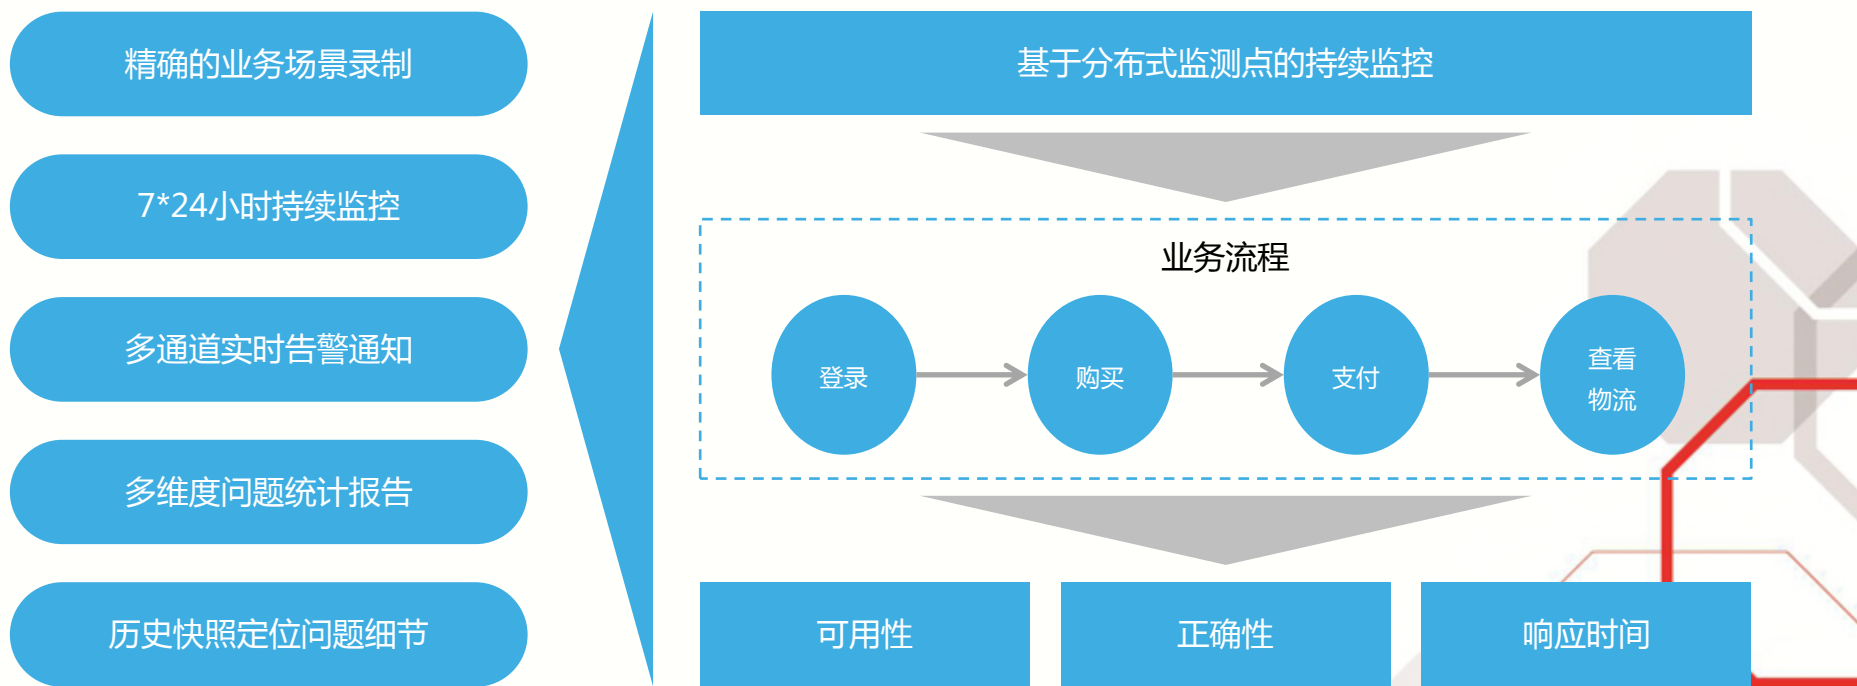 精确的业务场景录制
7*24小时持续监控
多通道实时告警通知
多维度问题统计报告
历史快照定位问题细节
基于分布式监测点的持续监控
业务流程
登录
购买
支付
查看
物流
可用性
正确性
响应时间